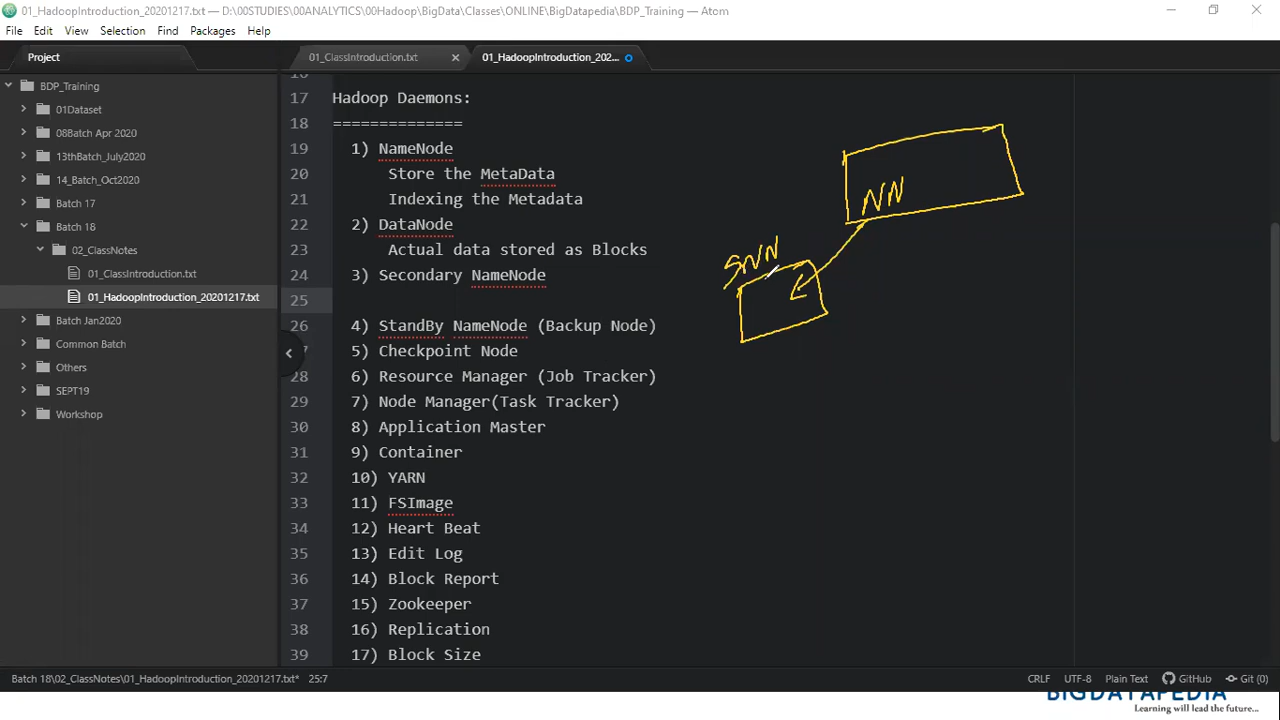 01_HadoopIntroduction_20201217.txt — D:\00STUDIES\00ANALYTICS\00Hadoop\BigData\Classes\ONLINE\BigDatapedia\BDP_Training — Atom
File Edit View Selection Find Packages Help
Project
01_ClassIntroduction.txt
01_HadoopIntroduction_202...
BDP_Training
01Dataset
08Batch Apr 2020
13thBatch_July2020
14_Batch_Oct2020
Batch 17
Batch 18
02_ClassNotes
01_ClassIntroduction.txt
01_HadoopIntroduction_20201217.txt
Batch Jan2020
Common Batch
Others
SEPT19
Workshop
17 Hadoop Daemons:
18 ==============
19 1) NameNode
20 Store the MetaData
21 Indexing the Metadata
22 2) DataNode
23 Actual data stored as Blocks
24 3) Secondary NameNode
25
26 4) StandBy NameNode (Backup Node)
5) Checkpoint Node
28 6) Resource Manager (Job Tracker)
29 7) Node Manager(Task Tracker)
30 8) Application Master
31 9) Container
32 10) YARN
33 11) FSImage
34 12) Heart Beat
35 13) Edit Log
36 14) Block Report
37 15) Zookeeper
38 16) Replication
39 17) Block Size
NN
SNN
Batch 18\02_ClassNotes\01_HadoopIntroduction_20201217.txt* 25:7
CRLF UTF-8 Plain Text GitHub Git (0)
BIGDATAPEDIA
Learning will lead the future...